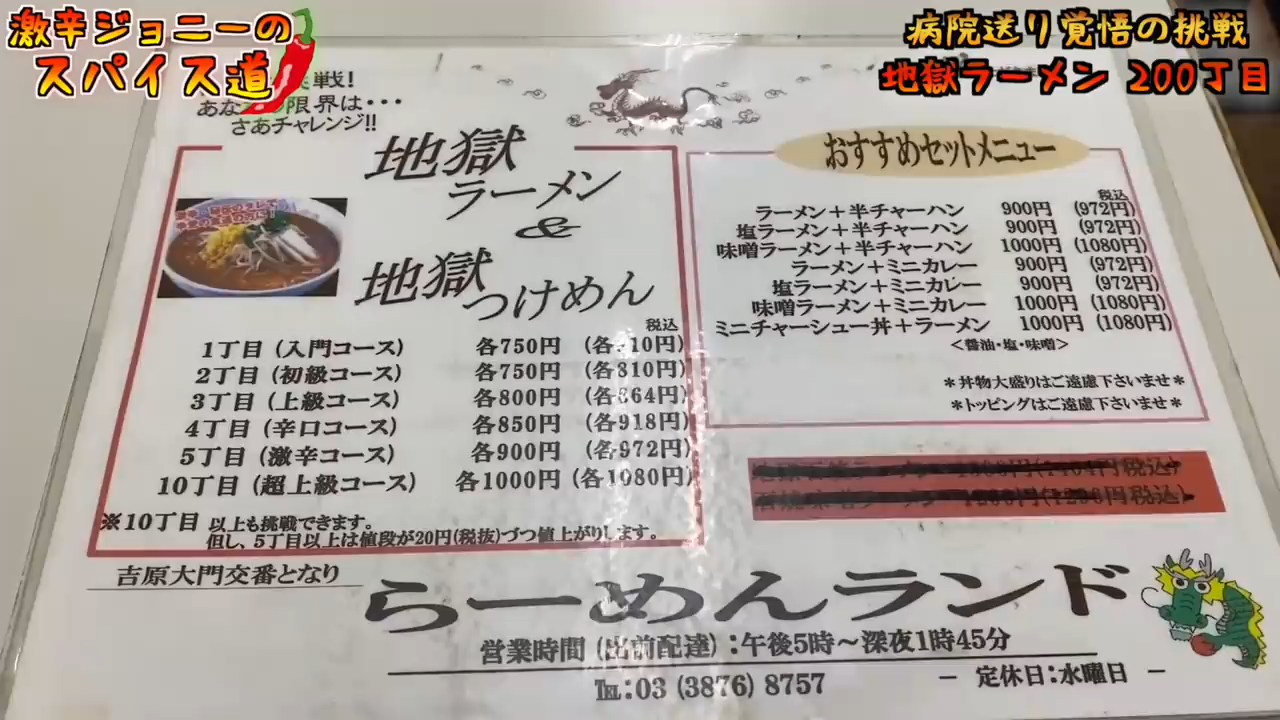 激辛ジョニーの
スパイス道
病院送り覚悟の挑戦
地獄ラーメン 200丁目
戦!
限界は・・・
さあチャレンジ!!
地獄
ラーメン
&
地獄
つけめん
税込
1丁目(入門コース) 各750円 (各 10円)
2丁目(初級コース) 各750円 (各810円)
3丁目(上級コース) 各800円 (各864円)
4丁目(辛口コース) 各850円 (各918円)
5丁目(激辛コース) 各900円 (各972円)
10丁目(超上級コース) 各1000円 (各1080円)
※10丁目 以上も挑戦できます。
但し、5丁目以上は値段が20円(税抜)づつ値上がりします。
おすすめセットメニュー
税込
ラーメン+半チャーハン 900円 (972円)
塩ラーメン+半チャーハン 900円 (972円)
味噌ラーメン+半チャーハン 1000円 (1080円)
ラーメン+ミニカレー 900円 (972円)
塩ラーメン+ミニカレー 900円 (972円)
味噌ラーメン+ミニカレー 1000円 (1080円)
ミニチャーシュー丼+ラーメン 1000円 (1080円)
<醤油・塩・味噌>
*丼物大盛りはご遠慮下さいませ*
*トッピングはご遠慮下さいませ*
吉原大門交番となり
らーめんランド
営業時間(出前配達):午後5時~深夜1時45分
℡:03(3876)8757
- 定休日:水曜日 -